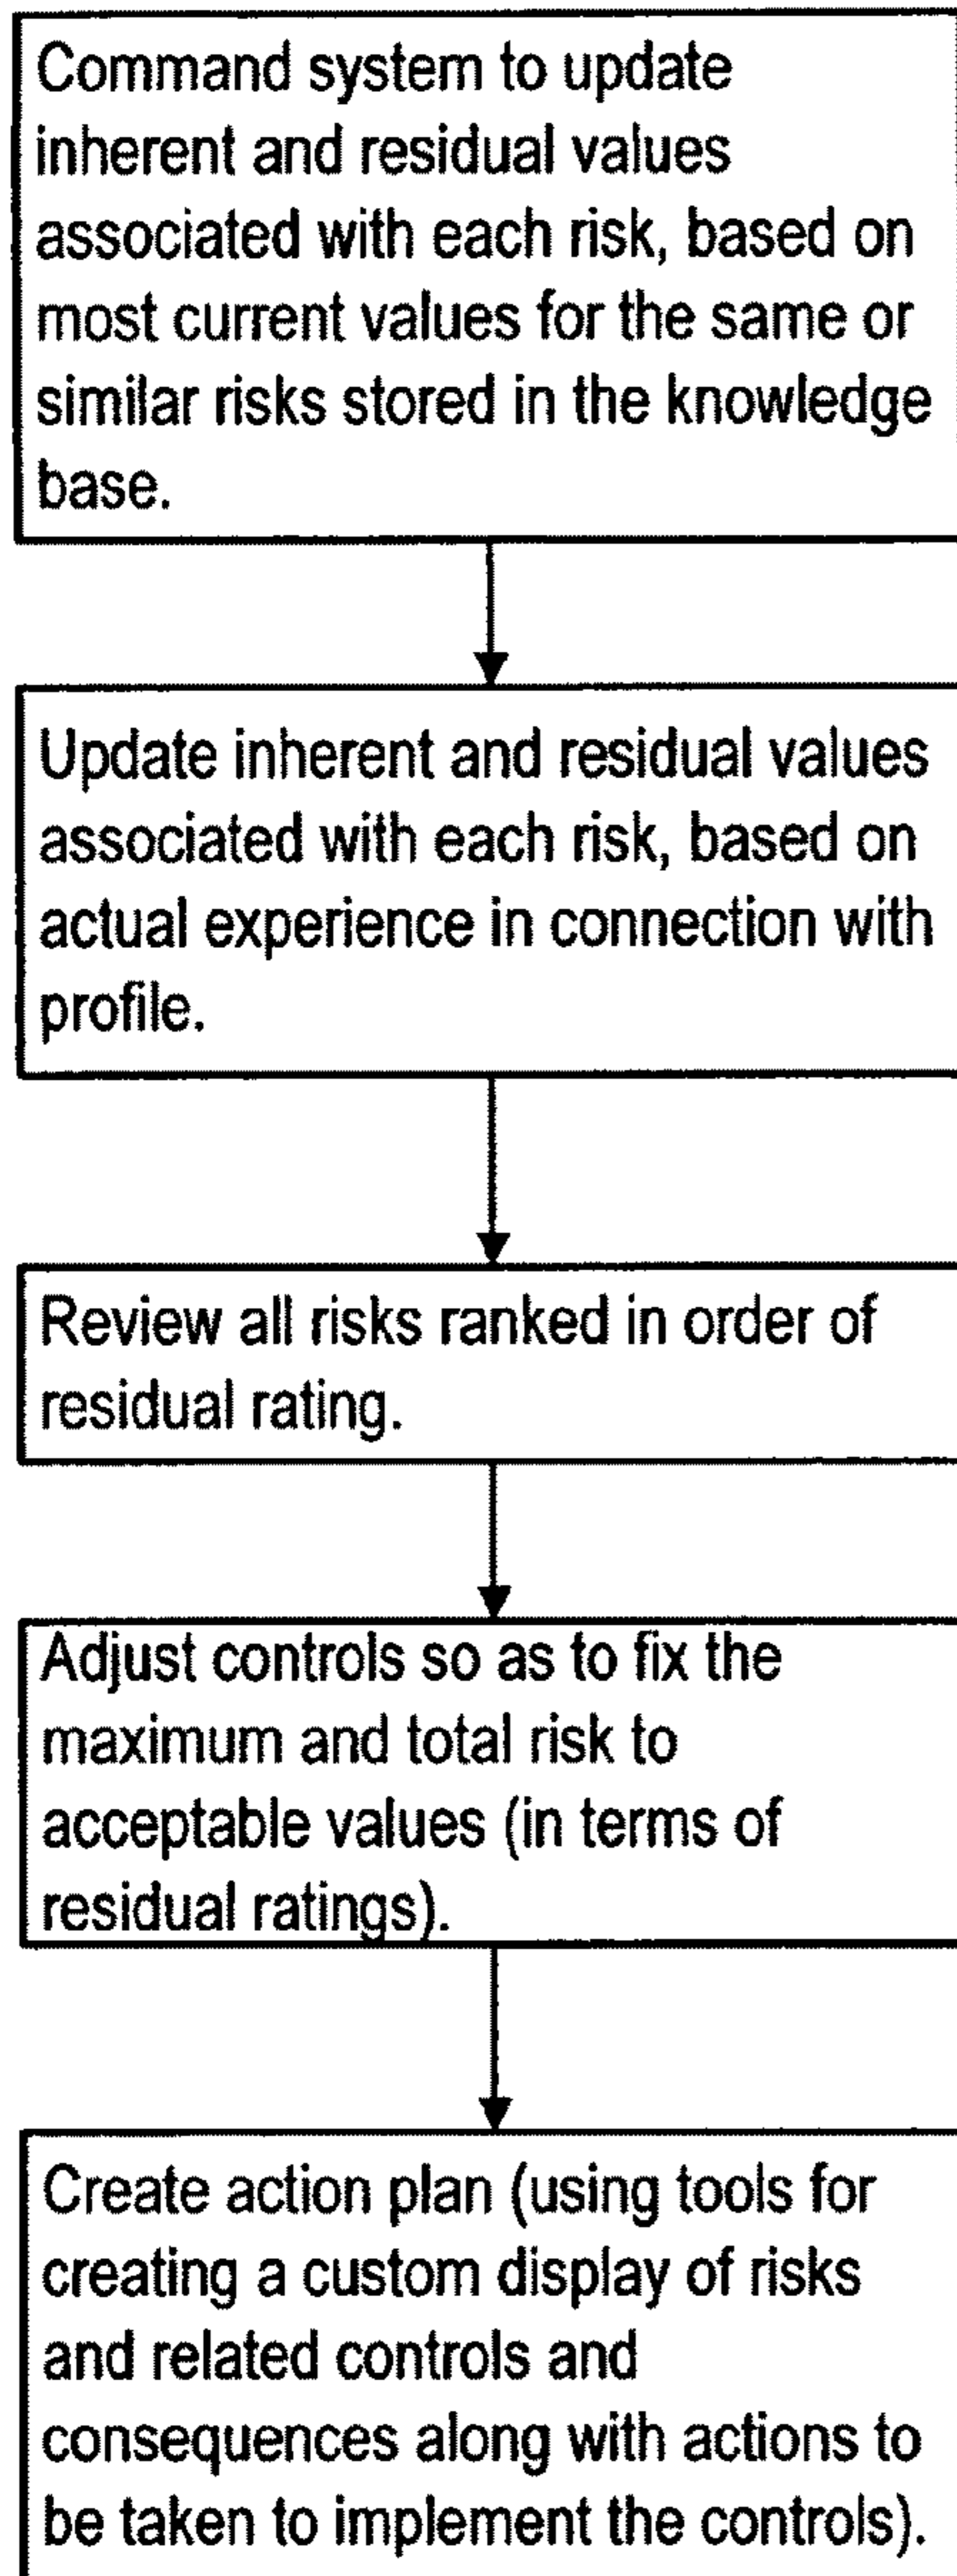 Command system to update
inherent and residual values
associated with each risk, based on
most current values for the same or
similar risks stored in the knowledge
base.
Update inherent and residual values
associated with each risk, based on
actual experience in connection with
profile.
Review all risks ranked in order of
residual rating.
Adjust controls so as to fix the
maximum and total risk to
acceptable values (in terms of
residual ratings).
Create action plan (using tools for
creating a custom display of risks
and related controls and
consequences along with actions to
be taken to implement the controls).